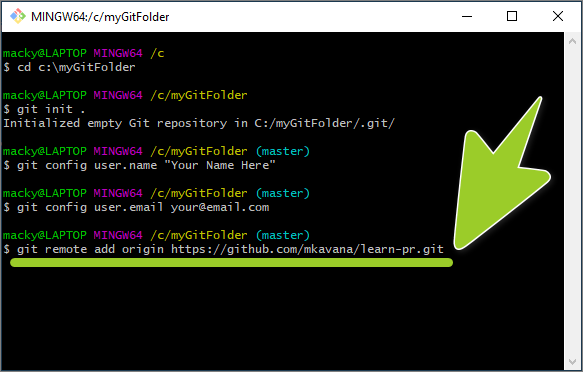 MINGW64:/c/myGitFolder
macky@LAPTOP MINGW64 /c
$ cd c:\myGitFolder
macky@LAPTOP MINGW64 /c/myGitFolder
$ git init .
Initialized empty Git repository in C:/myGitFolder/.git/
macky@LAPTOP MINGW64 /c/myGitFolder (master)
$ git config user.name "Your Name Here"
macky@LAPTOP MINGW64 /c/myGitFolder (master)
$ git config user.email your@email.com
macky@LAPTOP MINGW64 /c/myGitFolder (master)
$ git remote add origin https://github.com/mkavana/learn-pr.git